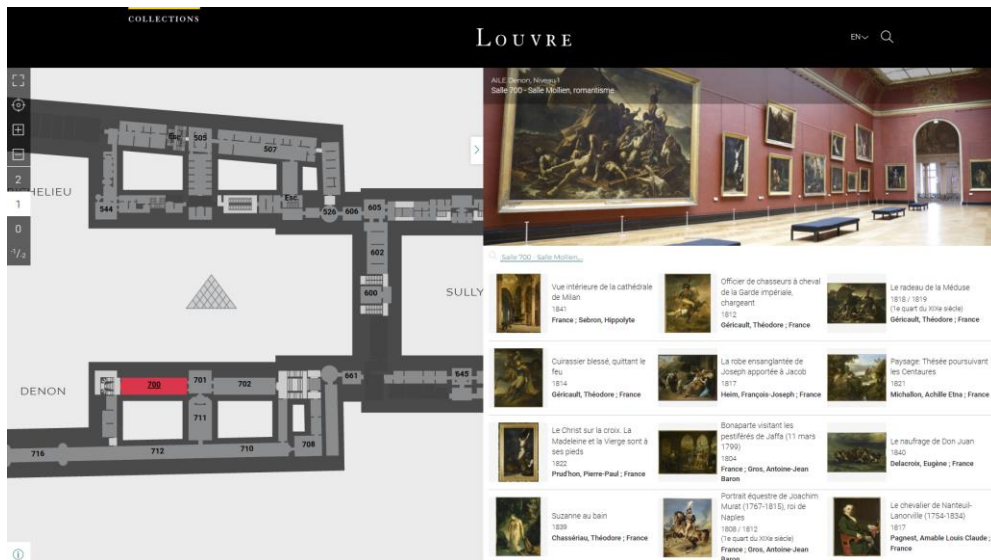 COLLECTIONS
LOUVRE
EN
AILE Denon, Niveau 1
Salle 700 - Salle Mollien, romantisme
2
1
0
-1/-2
RICHELIEU
Esc.
505
507
544
Esc.
526
606
605
602
600
SULLY
DENON
700
701
702
661
645
711
716
712
710
708
Salle 700 - Salle Mollien...
Vue intérieure de la cathédrale
de Milan
1841
France ; Sebron, Hippolyte
Officier de chasseurs à cheval
de la Garde impériale,
chargeant
1812
Géricault, Théodore ; France
Le radeau de la Méduse
1818 / 1819
(1e quart du XIXe siècle)
Géricault, Théodore ; France
Cuirassier blessé, quittant le
feu
1814
Géricault, Théodore ; France
La robe ensanglantée de
Joseph apportée à Jacob
1817
Heim, François-Joseph ; France
Paysage: Thésée poursuivant
les Centaures
1821
Michallon, Achille Etna ; France
Le Christ sur la croix. La
Madeleine et la Vierge sont à
ses pieds
1822
Prud'hon, Pierre-Paul ; France
Bonaparte visitant les
pestiférés de Jaffa (11 mars
1799)
1804
France ; Gros, Antoine-Jean
Baron
Le naufrage de Don Juan
1840
Delacroix, Eugène ; France
Suzanne au bain
1839
Chassériau, Théodore ; France
Portrait équestre de Joachim
Murat (1767-1815), roi de
Naples
1808 / 1812
(1e quart du XIXe siècle)
France ; Gros, Antoine-Jean
Baron
Le chevalier de Nanteuil-
Lanorville (1754-1834)
1817
Pagnest, Amable Louis Claude ;
France